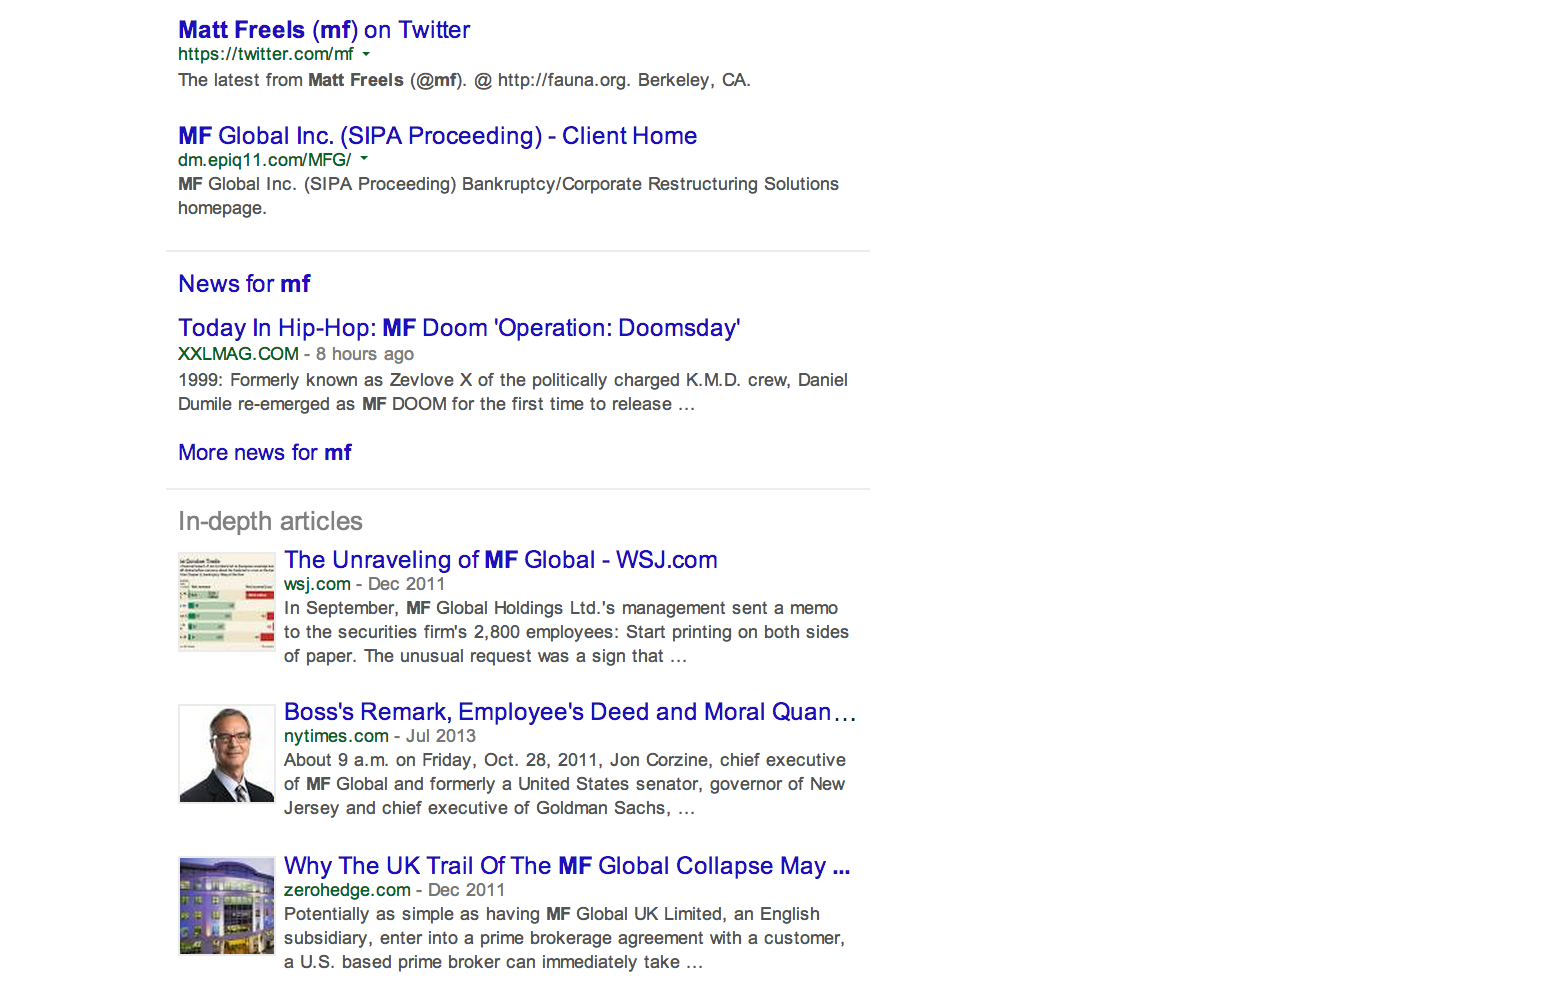 Matt Freels (mf) on Twitter
https://twitter.com/mf
The latest from Matt Freels (@mf). @ http://fauna.org. Berkeley, CA.
MF Global Inc. (SIPA Proceeding) - Client Home
dm.epiq11.com/MFG/
MF Global Inc. (SIPA Proceeding) Bankruptcy/Corporate Restructuring Solutions
homepage.
News for mf
Today In Hip-Hop: MF Doom 'Operation: Doomsday'
XXLMAG.COM - 8 hours ago
1999: Formerly known as Zevlove X of the politically charged K.M.D. crew, Daniel
Dumile re-emerged as MF DOOM for the first time to release ...
More news for mf
In-depth articles
The Unraveling of MF Global - WSJ.com
wsj.com - Dec 2011
In September, MF Global Holdings Ltd.'s management sent a memo
to the securities firm's 2,800 employees: Start printing on both sides
of paper. The unusual request was a sign that ...
Boss's Remark, Employee's Deed and Moral Quan...
nytimes.com - Jul 2013
About 9 a.m. on Friday, Oct. 28, 2011, Jon Corzine, chief executive
of MF Global and formerly a United States senator, governor of New
Jersey and chief executive of Goldman Sachs, ...
Why The UK Trail Of The MF Global Collapse May ...
zerohedge.com - Dec 2011
Potentially as simple as having MF Global UK Limited, an English
subsidiary, enter into a prime brokerage agreement with a customer,
a U.S. based prime broker can immediately take ...